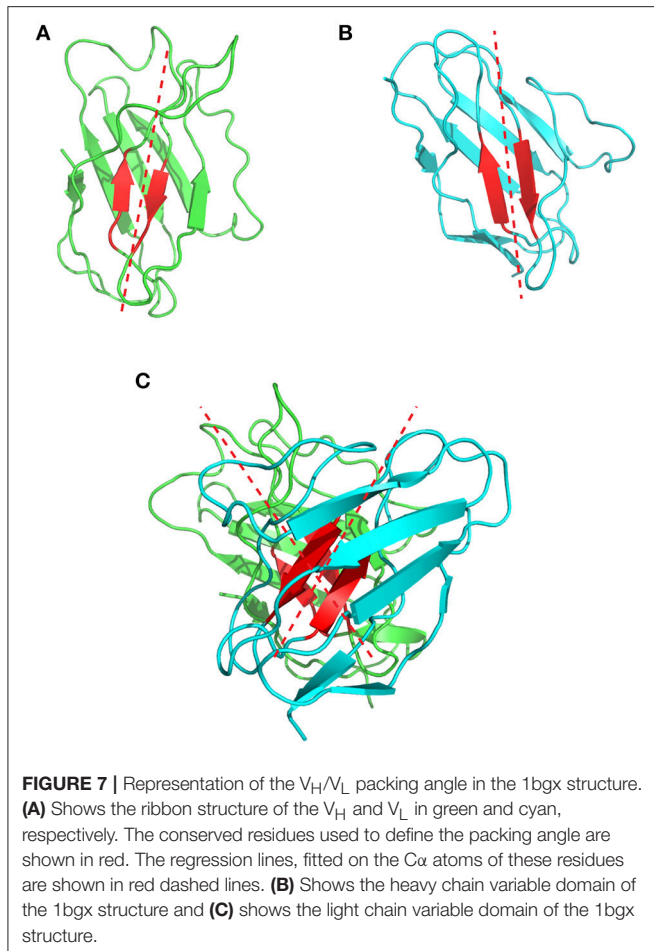 A
B
C
FIGURE 7 | Representation of the VH/VL packing angle in the 1bgx structure.
(A) Shows the ribbon structure of the VH and VL in green and cyan,
respectively. The conserved residues used to define the packing angle are
shown in red. The regression lines, fitted on the Cα atoms of these residues
are shown in red dashed lines. (B) Shows the heavy chain variable domain of
the 1bgx structure and (C) shows the light chain variable domain of the 1bgx
structure.